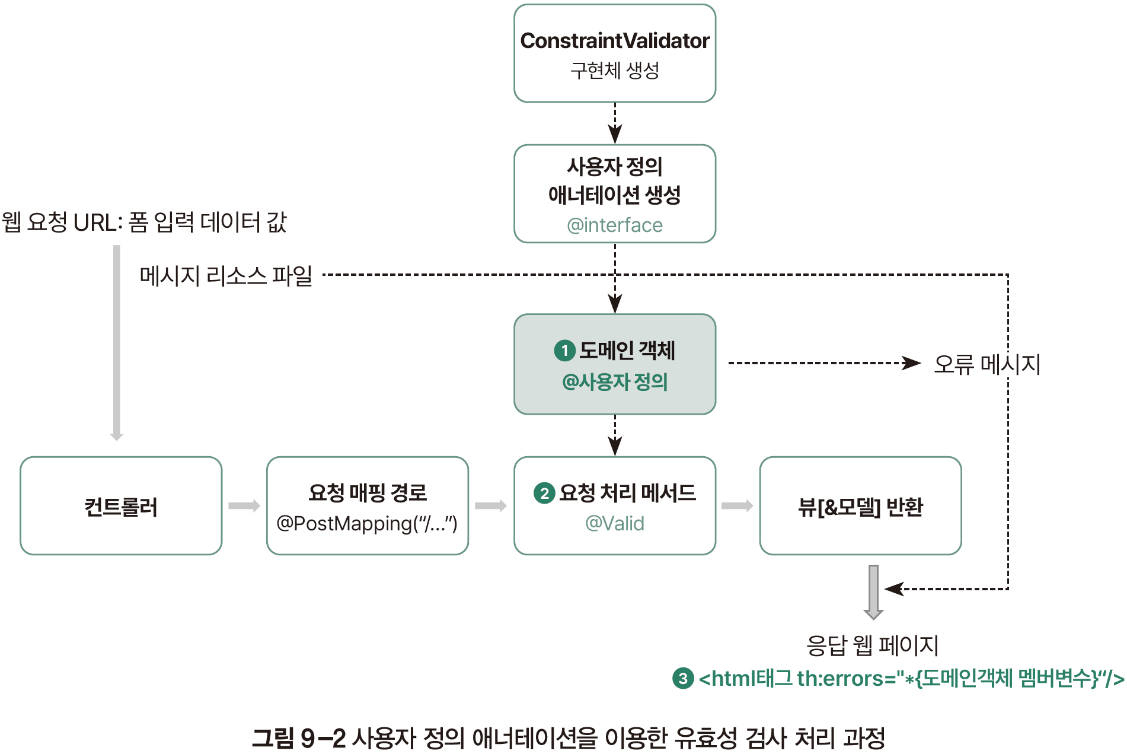 ConstraintValidator
구현체 생성
사용자 정의
애너테이션 생성
@interface
웹 요청 URL: 폼 입력 데이터 값
메시지 리소스 파일
1 도메인 객체
@사용자 정의
오류 메시지
컨트롤러
요청 매핑 경로
@PostMapping(“/...”)
2 요청 처리 메서드
@Valid
뷰[&모델] 반환
응답 웹 페이지
3 <html태그 th:errors="*{도메인객체 멤버변수}“/>
그림 9-2 사용자 정의 애너테이션을 이용한 유효성 검사 처리 과정